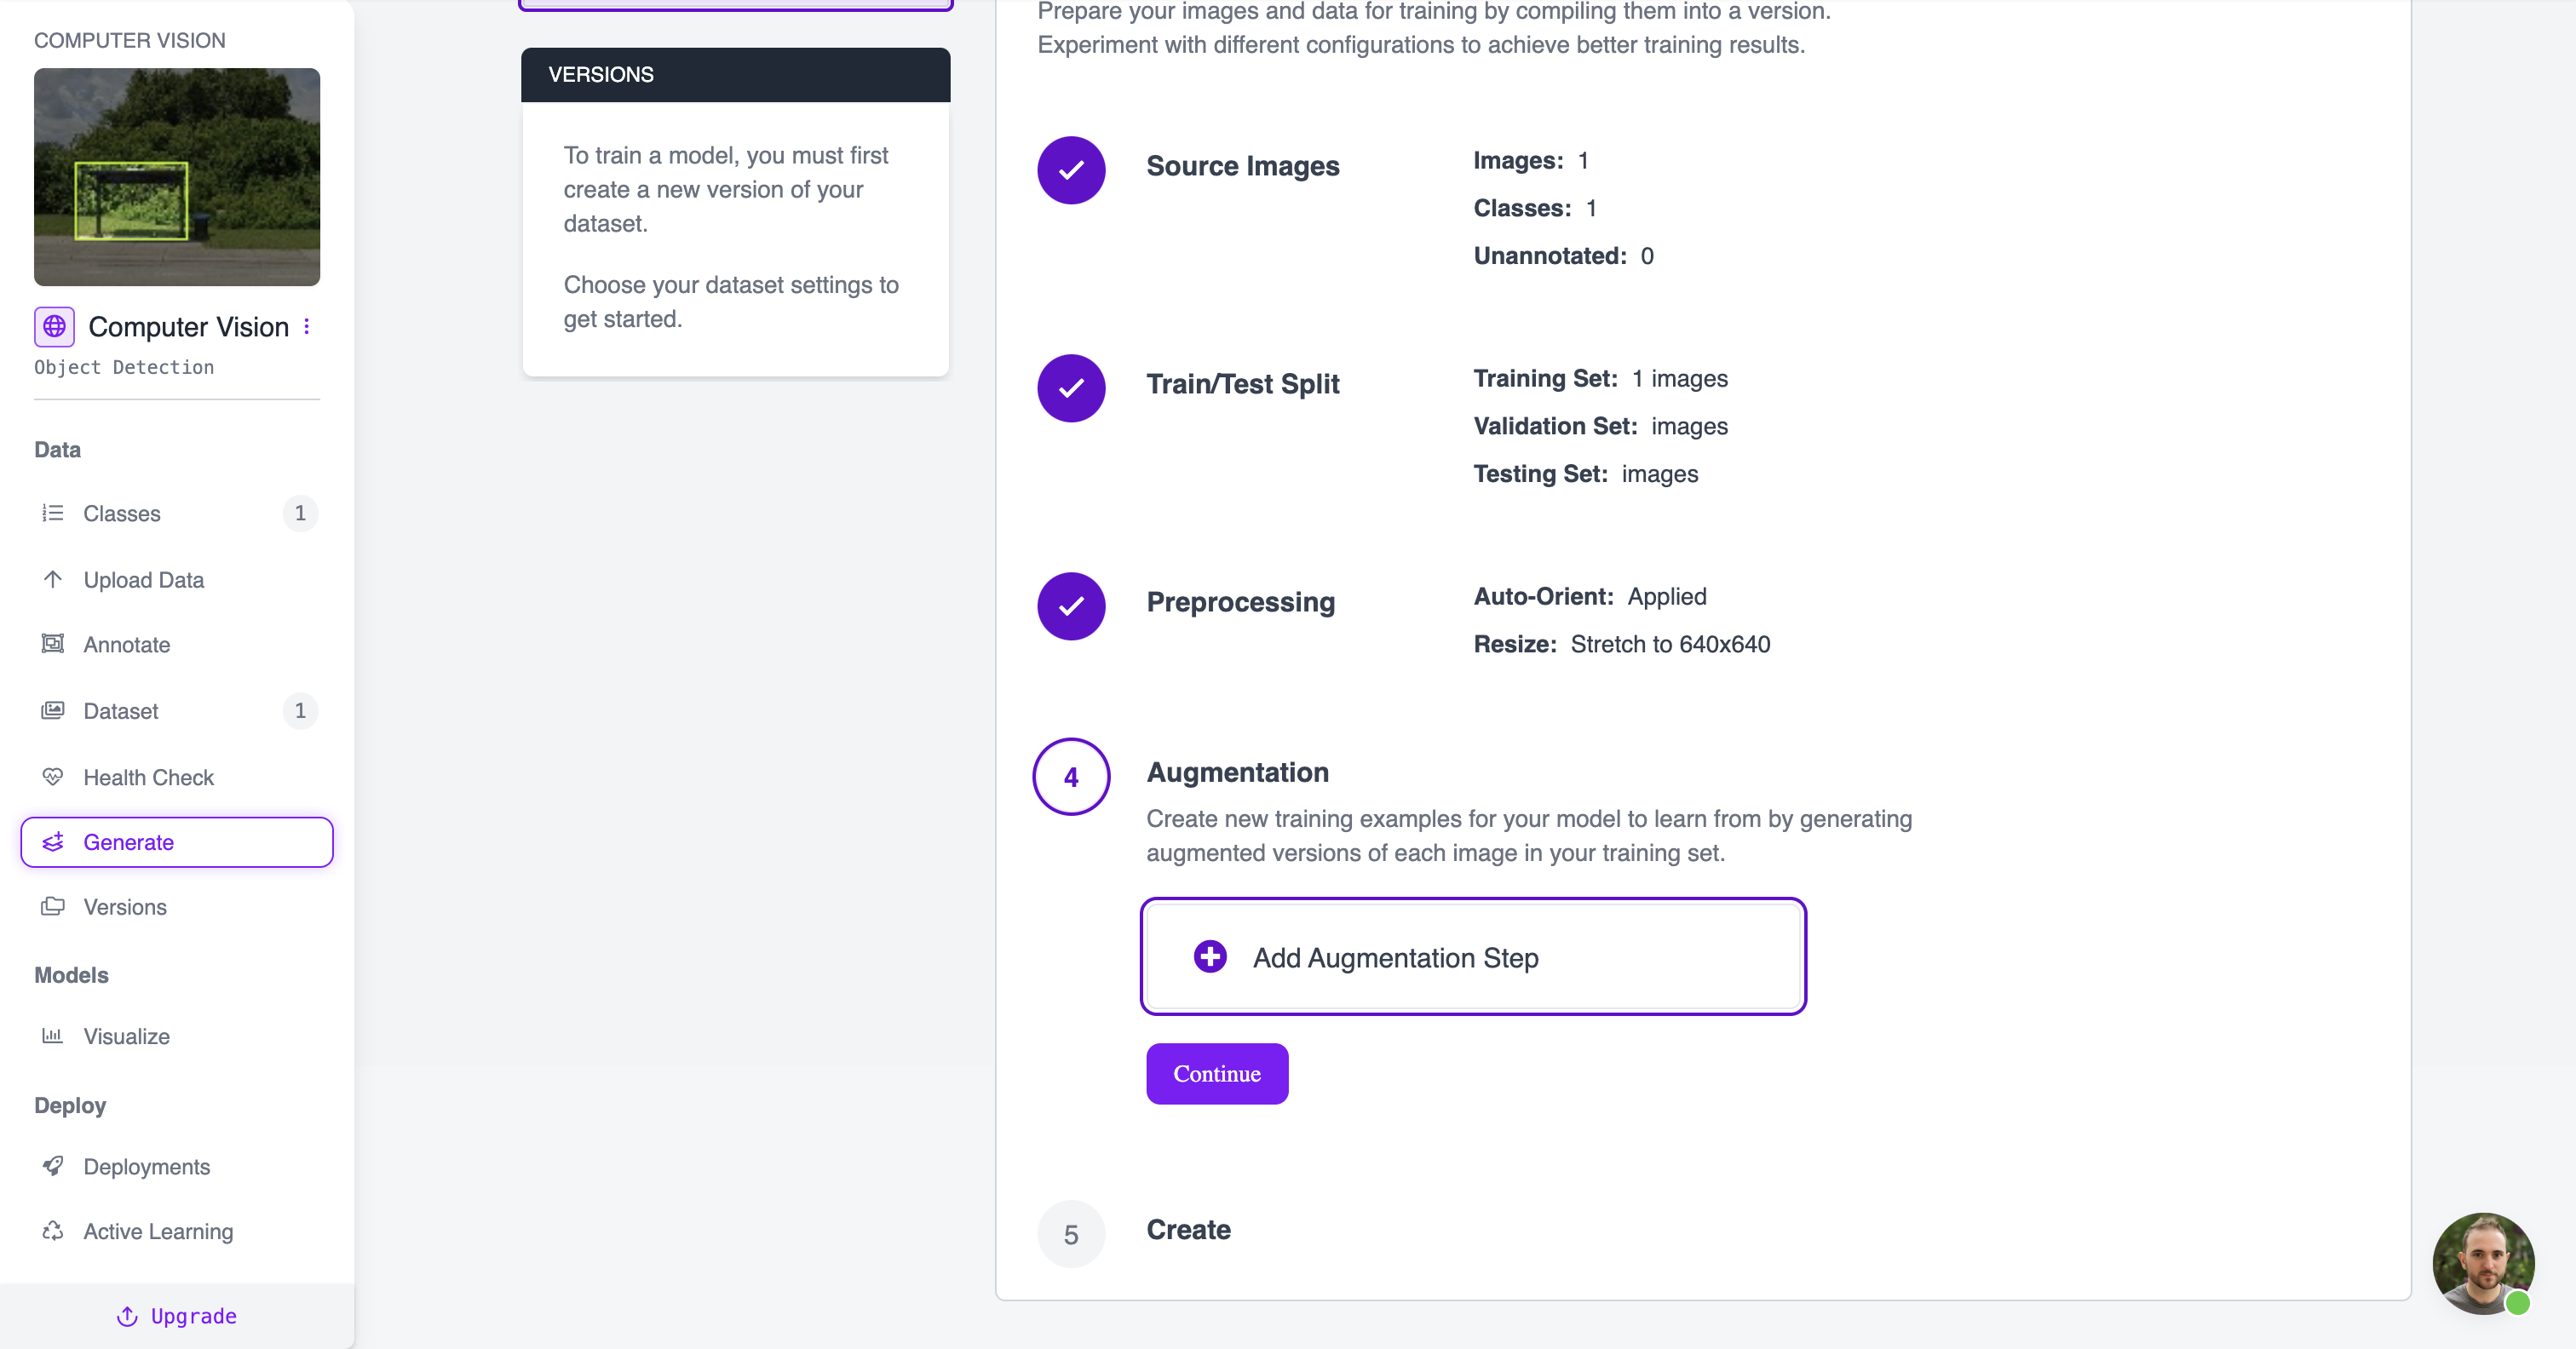 COMPUTER VISION
Computer Vision
Object Detection
Data
Classes 1
Upload Data
Annotate
Dataset 1
Health Check
Generate
Versions
Models
Visualize
Deploy
Deployments
Active Learning
Upgrade
VERSIONS
To train a model, you must first
create a new version of your
dataset.
Choose your dataset settings to
get started.
Prepare your images and data for training by compiling them into a version.
Experiment with different configurations to achieve better training results.
Source Images
Images: 1
Classes: 1
Unannotated: 0
Train/Test Split
Training Set: 1 images
Validation Set: images
Testing Set: images
Preprocessing
Auto-Orient: Applied
Resize: Stretch to 640x640
4
Augmentation
Create new training examples for your model to learn from by generating
augmented versions of each image in your training set.
Add Augmentation Step
Continue
5
Create